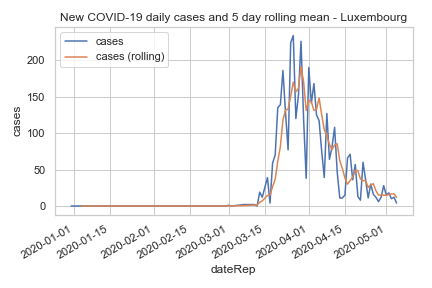 New COVID-19 daily cases and 5 day rolling mean - Luxembourg
cases
cases (rolling)
200
150
100
50
0
cases
2020-01-01
2020-01-15
2020-02-01
2020-02-15
2020-03-01
2020-03-15
2020-04-01
2020-04-15
2020-05-01
dateRep